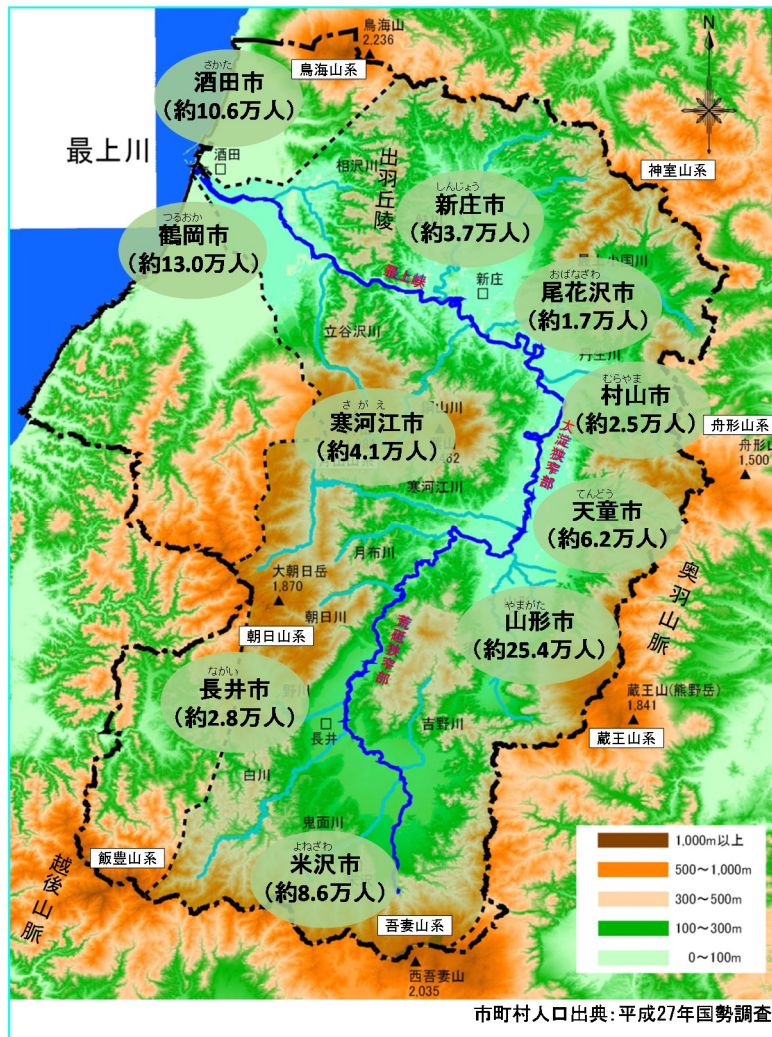 鳥海山
2,236
鳥海山系
N
さかた
酒田市
(約10.6万人)
最上川
酒田
相沢川
出羽丘陵
神室山系
しんじょう
新庄市
(約3.7万人)
つるおか
鶴岡市
(約13.0万人)
最上峡
新庄
最上小国川
おばなざわ
尾花沢市
(約1.7万人)
立谷沢川
丹生川
むらやま
村山市
(約2.5万人)
さがえ
寒河江市
(約4.1万人)
大淀狭窄部
舟形山系
舟形山
1,500
寒河江川
てんどう
天童市
(約6.2万人)
月布川
大朝日岳
1,870
奥羽山脈
朝日川
朝日山系
やまがた
山形市
(約25.4万人)
荒砥狭窄部
ながい
長井市
(約2.8万人)
野川
長井
吉野川
蔵王山(熊野岳)
1,841
蔵王山系
白川
鬼面川
よねざわ
米沢市
(約8.6万人)
飯豊山系
越後山脈
吾妻山系
西吾妻山
2,035
1,000m以上
500～1,000m
300～500m
100～300m
0～100m
市町村人口出典:平成27年国勢調査